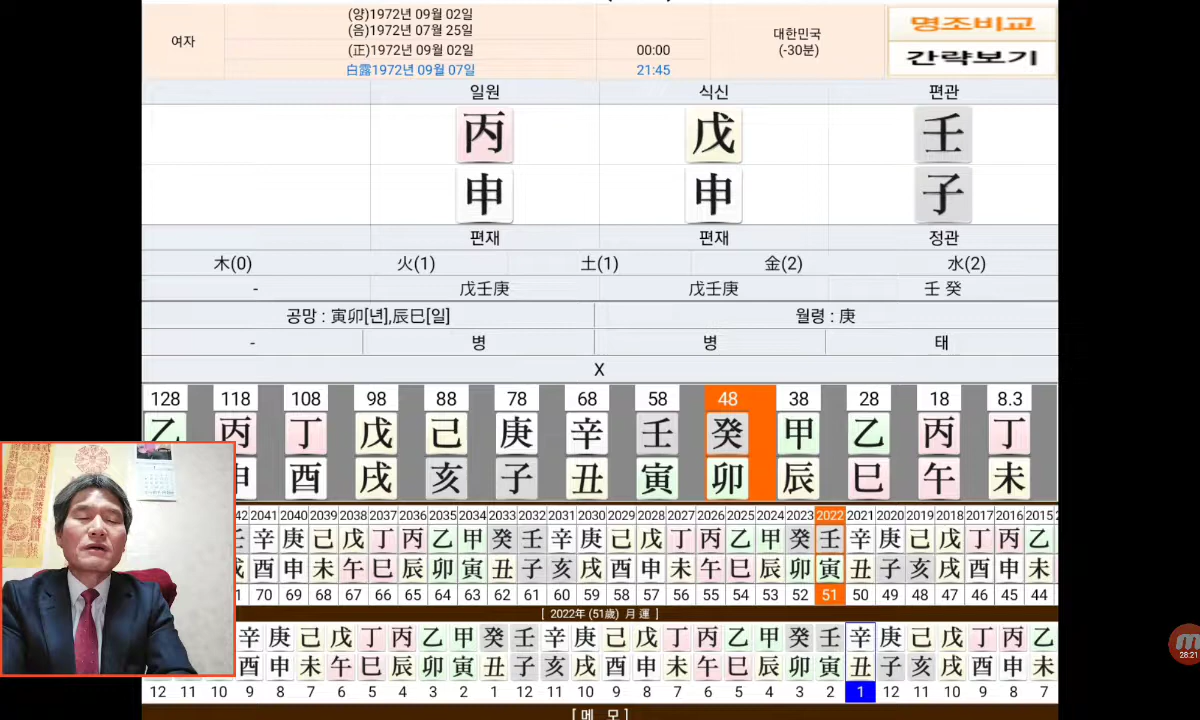 여자
(양)1972년 09월 02일
(음)1972년 07월 25일
(正)1972년 09월 02일 00:00
白露1972년 09월 07일 21:45
대한민국
(-30분)
명조비교
간략보기
일원 식신 편관
丙 戊 壬
申 申 子
편재 편재 정관
木(0) 火(1) 土(1) 金(2) 水(2)
- 戊壬庚 戊壬庚 壬 癸
공망 : 寅卯[년],辰巳[일] 월령 : 庚
- 병 병 태
X
128 118 108 98 88 78 68 58 48 38 28 18 8.3
乙 丙 丁 戊 己 庚 辛 壬 癸 甲 乙 丙 丁
申 酉 戌 亥 子 丑 寅 卯 辰 巳 午 未
42 2041 2040 2039 2038 2037 2036 2035 2034 2033 2032 2031 2030 2029 2028 2027 2026 2025 2024 2023 2022 2021 2020 2019 2018 2017 2016 2015
壬 辛 庚 己 戊 丁 丙 乙 甲 癸 壬 辛 庚 己 戊 丁 丙 乙 甲 癸 壬 辛 庚 己 戊 丁 丙 乙
戌 酉 申 未 午 巳 辰 卯 寅 丑 子 亥 戌 酉 申 未 午 巳 辰 卯 寅 丑 子 亥 戌 酉 申 未
1 70 69 68 67 66 65 64 63 62 61 60 59 58 57 56 55 54 53 52 51 50 49 48 47 46 45 44
[ 2022년 (51歲) 月 運 ]
辛 庚 己 戊 丁 丙 乙 甲 癸 壬 辛 庚 己 戊 丁 丙 乙 甲 癸 壬 辛 庚 己 戊 丁 丙 乙
酉 申 未 午 巳 辰 卯 寅 丑 子 亥 戌 酉 申 未 午 巳 辰 卯 寅 丑 子 亥 戌 酉 申 未
12 11 10 9 8 7 6 5 4 3 2 1 12 11 10 9 8 7 6 5 4 3 2 1 12 11 10 9 8 7
[ 메 모 ]
28:21